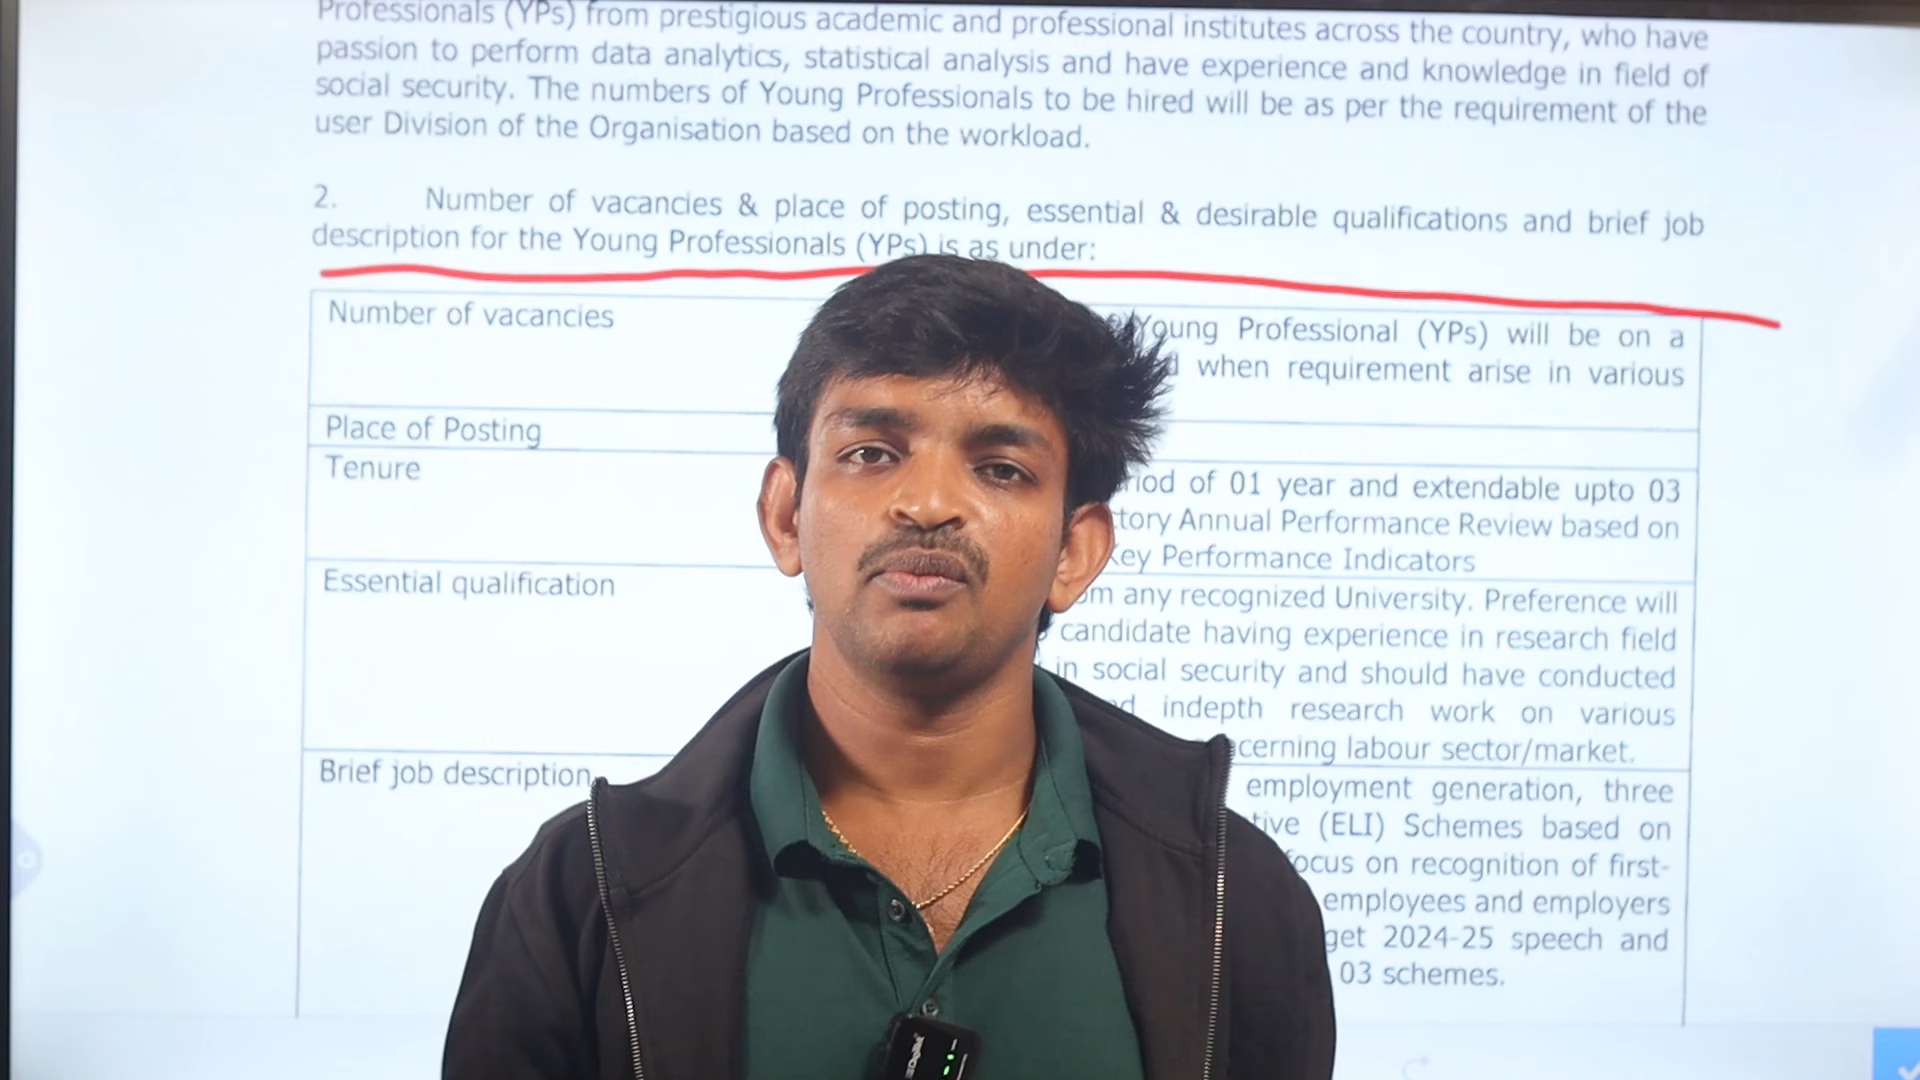 Professionals (YPs) from prestigious academic and professional institutes across the country, who have
passion to perform data analytics, statistical analysis and have experience and knowledge in field of
social security. The numbers of Young Professionals to be hired will be as per the requirement of the
user Division of the Organisation based on the workload.
2. Number of vacancies & place of posting, essential & desirable qualifications and brief job
description for the Young Professionals (YPs) is as under:
Number of vacancies
Young Professional (YPs) will be on a
when requirement arise in various
Place of Posting
Tenure
of 01 year and extendable upto 03
Annual Performance Review based on
Key Performance Indicators
Essential qualification
any recognized University. Preference will
candidate having experience in research field
in social security and should have conducted
indepth research work on various
labour sector/market.
Brief job description
employment generation, three
(ELI) Schemes based on
focus on recognition of first-
employees and employers
2024-25 speech and
03 schemes.